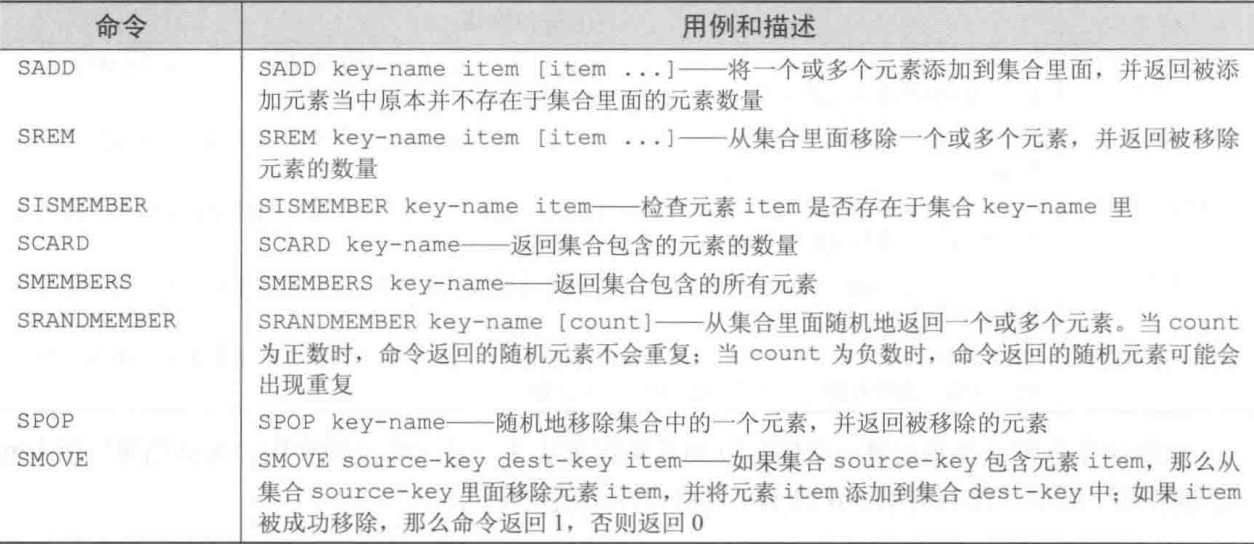 命令 用例和描述
SADD SADD key-name item [item ...]——将一个或多个元素添加到集合里面，并返回被添
加元素当中原本并不存在于集合里面的元素数量
SREM SREM key-name item [item ...]——从集合里面移除一个或多个元素，并返回被移除
元素的数量
SISMEMBER SISMEMBER key-name item——检查元素 item 是否存在于集合 key-name 里
SCARD SCARD key-name——返回集合包含的元素的数量
SMEMBERS SMEMBERS key-name——返回集合包含的所有元素
SRANDMEMBER SRANDMEMBER key-name [count]——从集合里面随机地返回一个或多个元素。当 count
为正数时，命令返回的随机元素不会重复；当 count 为负数时，命令返回的随机元素可能会
出现重复
SPOP SPOP key-name——随机地移除集合中的一个元素，并返回被移除的元素
SMOVE SMOVE source-key dest-key item——如果集合 source-key 包含元素 item，那么从
集合 source-key 里面移除元素 item，并将元素 item 添加到集合 dest-key 中；如果 item
被成功移除，那么命令返回 1，否则返回 0